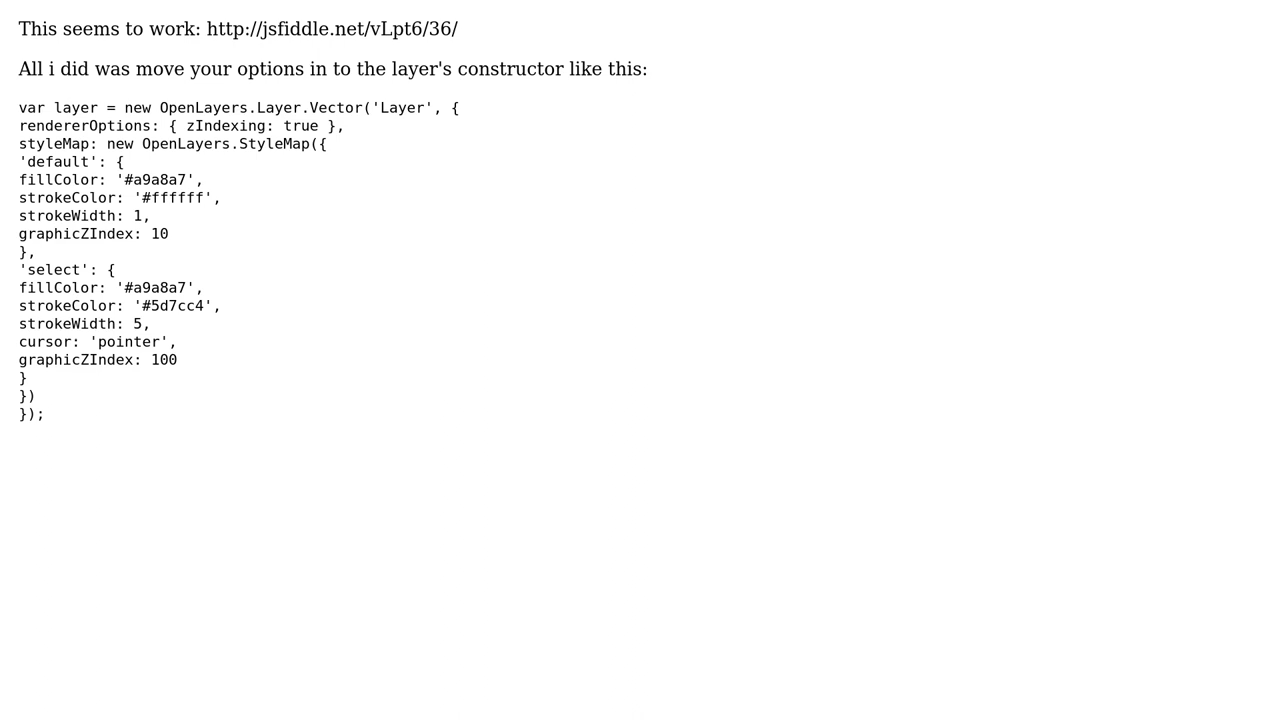 This seems to work: http://jsfiddle.net/vLpt6/36/
All i did was move your options in to the layer's constructor like this:
var layer = new OpenLayers.Layer.Vector('Layer', {
rendererOptions: { zIndexing: true },
styleMap: new OpenLayers.StyleMap({
'default': {
fillColor: '#a9a8a7',
strokeColor: '#ffffff',
strokeWidth: 1,
graphicZIndex: 10
},
'select': {
fillColor: '#a9a8a7',
strokeColor: '#5d7cc4',
strokeWidth: 5,
cursor: 'pointer',
graphicZIndex: 100
}
})
});